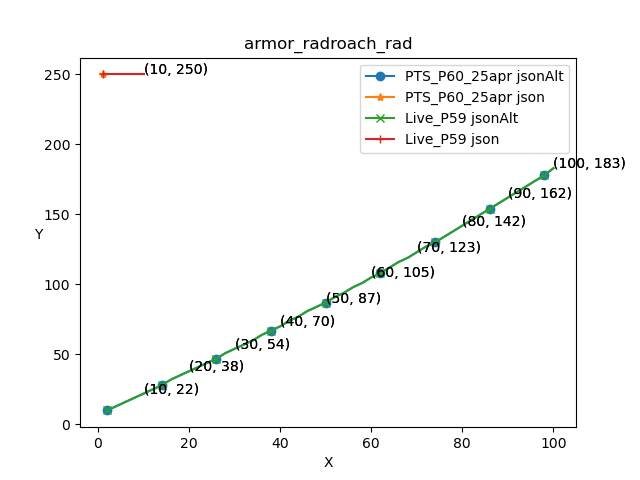 armor_radroach_rad
250
(10, 250)
PTS_P60_25apr jsonAlt
PTS_P60_25apr json
Live_P59 jsonAlt
Live_P59 json
200
(100, 183)
(90, 162)
150
(80, 142)
Y
(70, 123)
(60, 105)
100
(50, 87)
(40, 70)
(30, 54)
50
(20, 38)
(10, 22)
0
0 20 40 60 80 100
X